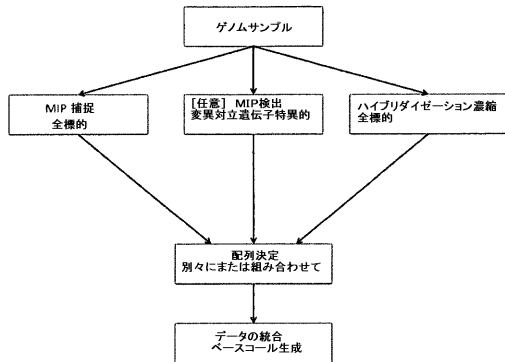 ゲノムサンプル
MIP 捕捉
全標的
[任意] MIP検出
変異対立遺伝子特異的
ハイブリダイゼーション濃縮
全標的
配列決定
別々にまたは組み合わせて
データの統合
ベースコール生成